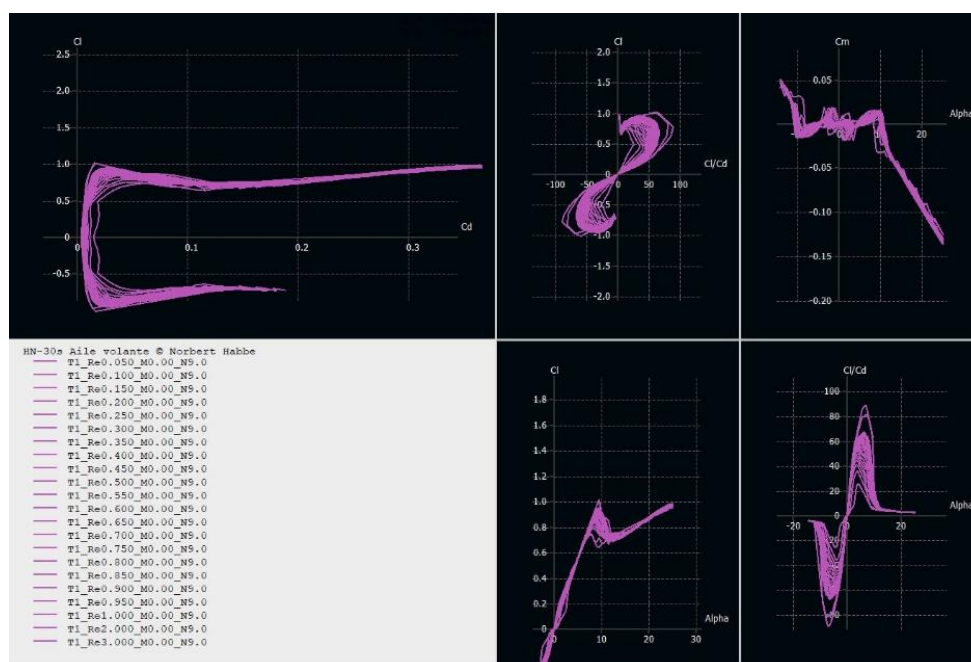 Cl
2.5
2.0
1.5
1.0
0.5
0
-0.5
0
0.1
0.2
0.3
Cd
Cl
2.0
1.5
1.0
0.5
0
-0.5
-1.0
-1.5
-2.0
-100
-50
0
50
100
Cl/Cd
Cm
0.05
-0.05
-0.10
-0.15
-0.20
10
20
Alpha
HN-30s Aile volante © Norbert Habbe
T1_Re0.050_M0.00_N9.0
T1_Re0.100_M0.00_N9.0
T1_Re0.150_M0.00_N9.0
T1_Re0.200_M0.00_N9.0
T1_Re0.250_M0.00_N9.0
T1_Re0.300_M0.00_N9.0
T1_Re0.350_M0.00_N9.0
T1_Re0.400_M0.00_N9.0
T1_Re0.450_M0.00_N9.0
T1_Re0.500_M0.00_N9.0
T1_Re0.550_M0.00_N9.0
T1_Re0.600_M0.00_N9.0
T1_Re0.650_M0.00_N9.0
T1_Re0.700_M0.00_N9.0
T1_Re0.750_M0.00_N9.0
T1_Re0.800_M0.00_N9.0
T1_Re0.850_M0.00_N9.0
T1_Re0.900_M0.00_N9.0
T1_Re0.950_M0.00_N9.0
T1_Re1.000_M0.00_N9.0
T1_Re2.000_M0.00_N9.0
T1_Re3.000_M0.00_N9.0
Cl
1.8
1.6
1.4
1.2
1.0
0.8
0.6
0.4
0.2
0
0
10
20
30
Alpha
Cl/Cd
100
80
60
40
20
-20
0
20
Alpha